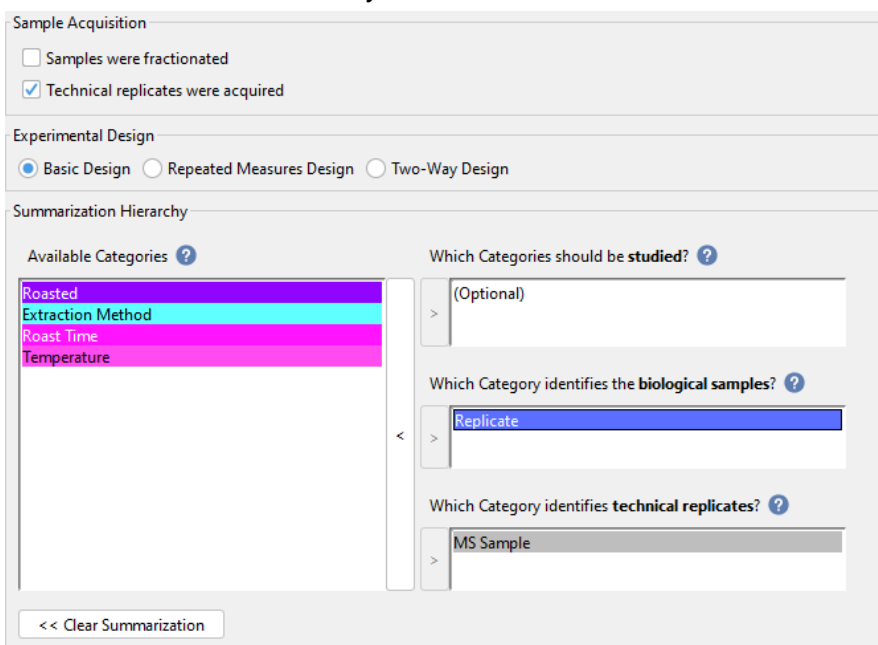 Sample Acquisition
Samples were fractionated
Technical replicates were acquired
Experimental Design
Basic Design Repeated Measures Design Two-Way Design
Summarization Hierarchy
Available Categories ?
Roasted
Extraction Method
Roast Time
Temperature
<
Which Categories should be studied? ?
>
(Optional)
Which Category identifies the biological samples? ?
>
Replicate
Which Category identifies technical replicates? ?
>
MS Sample
<< Clear Summarization